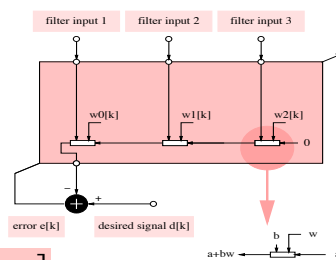 filter input 1 filter input 2 filter input 3
w0[k] w1[k] w2[k]
0
− +
error e[k] desired signal d[k]
b w
a+bw